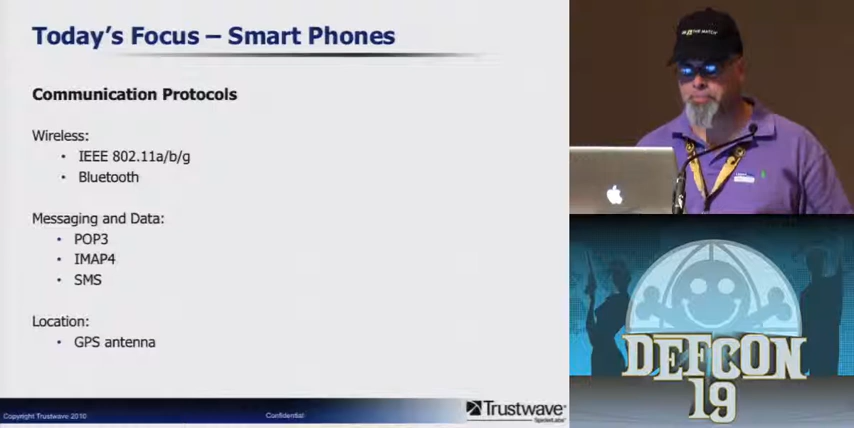 Today's Focus – Smart Phones
Communication Protocols
Wireless:
• IEEE 802.11a/b/g
• Bluetooth
Messaging and Data:
• POP3
• IMAP4
• SMS
Location:
• GPS antenna
Copyright Trustwave 2010
Confidential
Trustwave
SpiderLabs
DEFCON
19